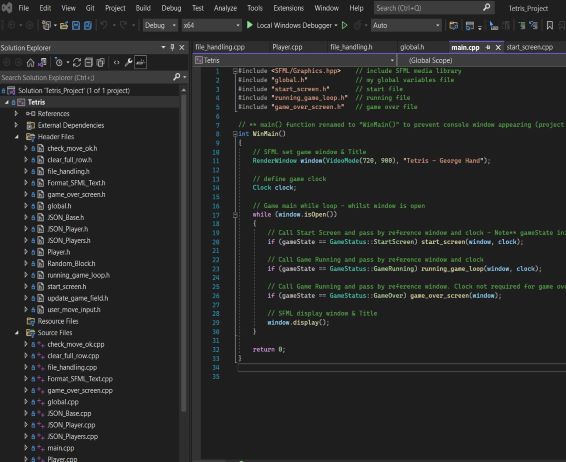 File Edit View Git Project Build Debug Test Analyze Tools Extensions Window Help Search (Ctrl+Q) Tetris_Project
Debug x64 Local Windows Debugger Auto
Solution Explorer
Search Solution Explorer (Ctrl+;)
Solution 'Tetris_Project' (1 of 1 project)
Tetris
References
External Dependencies
Header Files
check_move_ok.h
clear_full_row.h
file_handling.h
Format_SFML_Text.h
game_over_screen.h
global.h
JSON_Base.h
JSON_Player.h
JSON_Players.h
Player.h
Random_Block.h
running_game_loop.h
start_screen.h
update_game_field.h
user_move_input.h
Resource Files
Source Files
check_move_ok.cpp
clear_full_row.cpp
file_handling.cpp
Format_SFML_Text.cpp
game_over_screen.cpp
global.cpp
JSON_Base.cpp
JSON_Player.cpp
JSON_Players.cpp
main.cpp
Player.cpp
file_handling.cpp Player.cpp file_handling.h global.h main.cpp start_screen.cpp
Tetris (Global Scope)
1 #include <SFML/Graphics.hpp> // include SFML media library
2 #include "global.h" // my global variables file
3 #include "start_screen.h" // start file
4 #include "running_game_loop.h" // running file
5 #include "game_over_screen.h" // game over file
6
7 // ** main() function renamed to "WinMain()" to prevent console window appearing (project
8 int WinMain()
9 {
10 // SFML set game window & Title
11 RenderWindow window(VideoMode(720, 900), "Tetris - George Hand");
12
13 // define game clock
14 Clock clock;
15
16 // Game main while loop - whilst window is open
17 while (window.isOpen())
18 {
19 // Call Start Screen and pass by reference window and clock - Note** gameState ini
20 if (gameState == GameStatus::StartScreen) start_screen(window, clock);
21
22 // Call Game Running and pass by reference window and clock
23 if (gameState == GameStatus::GameRunning) running_game_loop(window, clock);
24
25 // Call Game Running and pass by reference window. Clock not required for game ove
26 if (gameState == GameStatus::GameOver) game_over_screen(window);
27
28 // SFML display window & Title
29 window.display();
30 }
31
32 return 0;
33 }
34
35